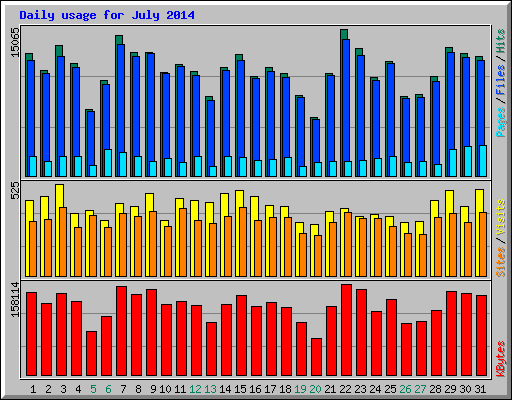 Daily usage for July 2014
15065
Pages/Files/Hits
525
Sites/Visits
158114
KBytes
1 2 3 4 5 6 7 8 9 10 11 12 13 14 15 16 17 18 19 20 21 22 23 24 25 26 27 28 29 30 31